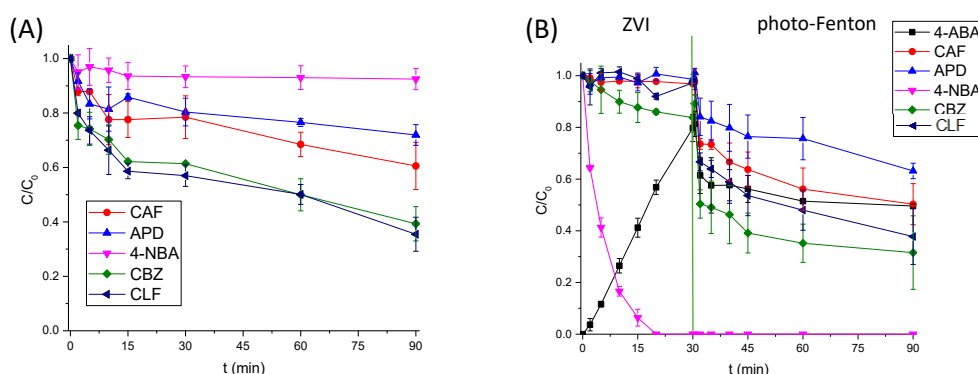 (A)
1.0
0.8
0.6
0.4
0.2
0.0
C/C0
0
15
30
45
60
75
90
t (min)
CAF
APD
4-NBA
CBZ
CLF
(B)
ZVI
photo-Fenton
1.0
0.8
0.6
0.4
0.2
0.0
C/C0
0
15
30
45
60
75
90
t (min)
4-ABA
CAF
APD
4-NBA
CBZ
CLF